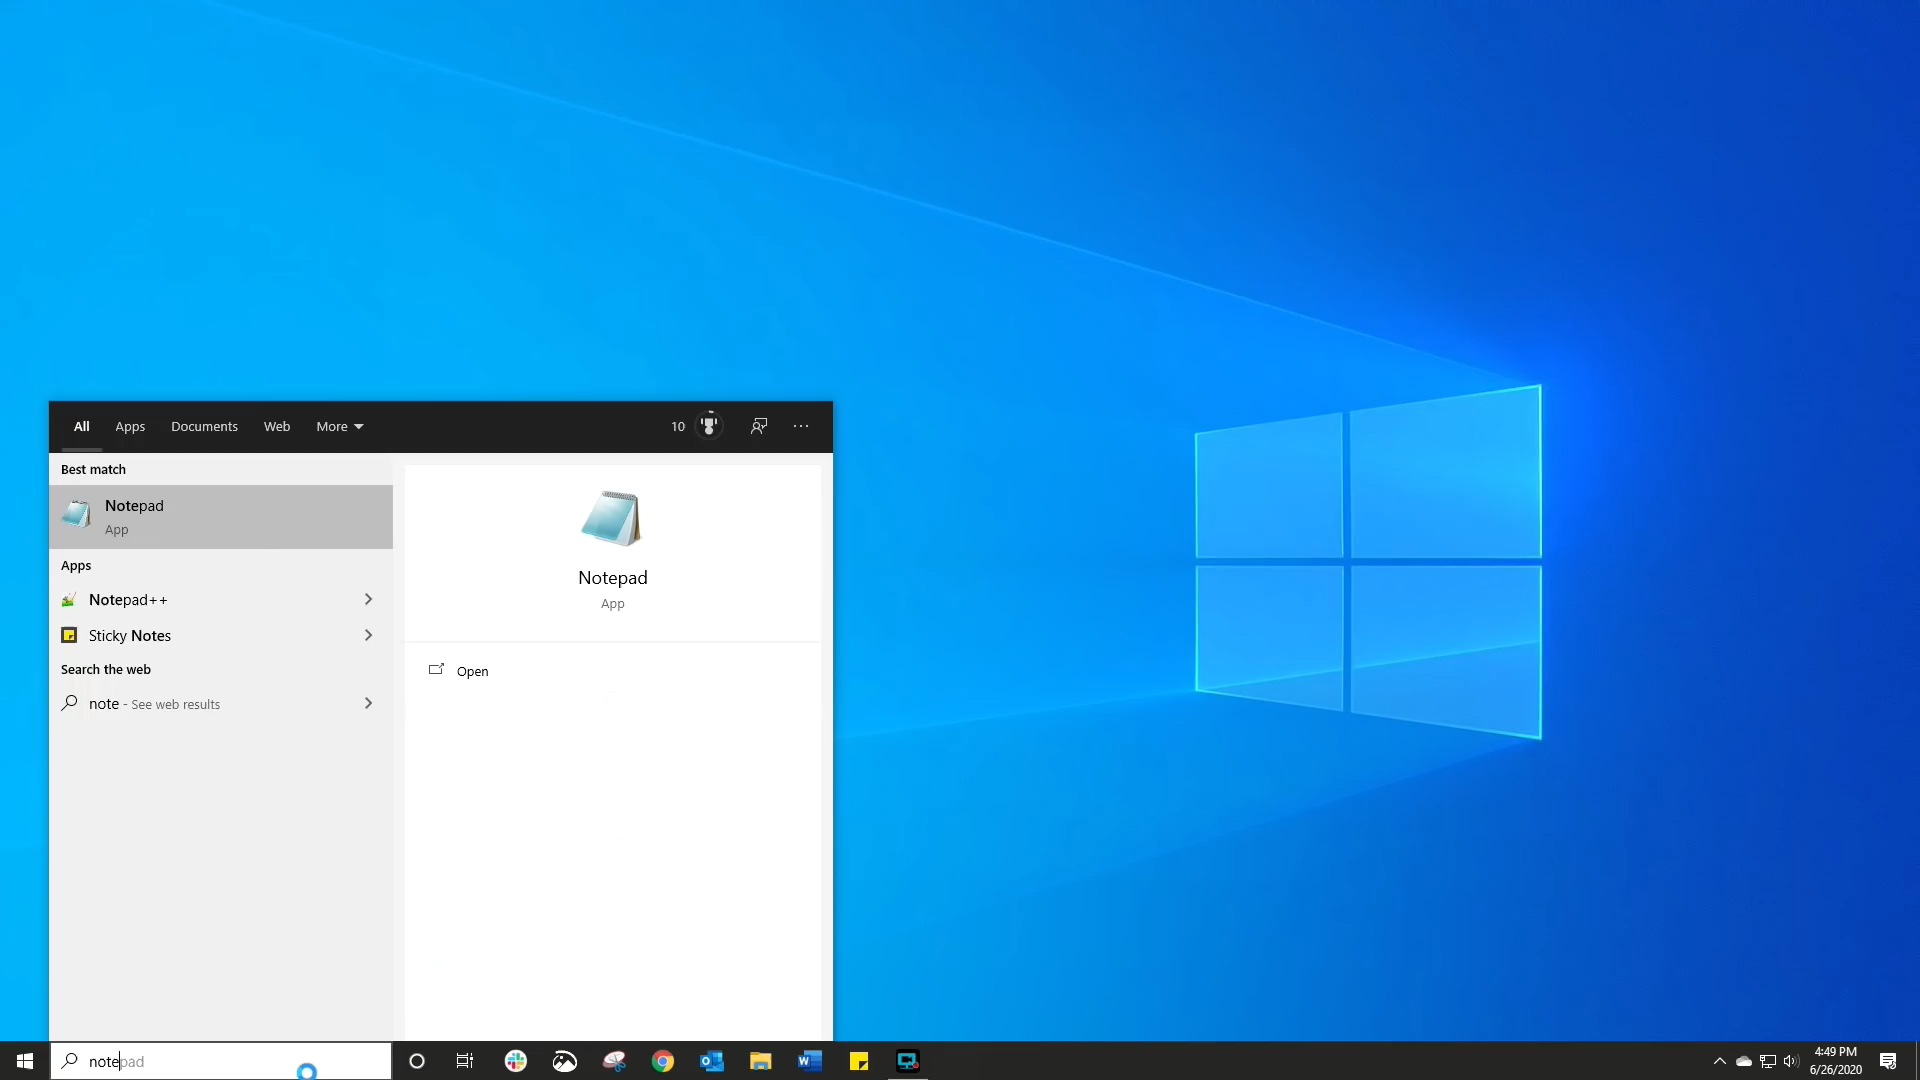 All Apps Documents Web More 10 ...
Best match
Notepad
App
Apps
Notepad++
Sticky Notes
Search the web
note - See web results
Notepad
App
Open
notepad
4:49 PM
6/26/2020